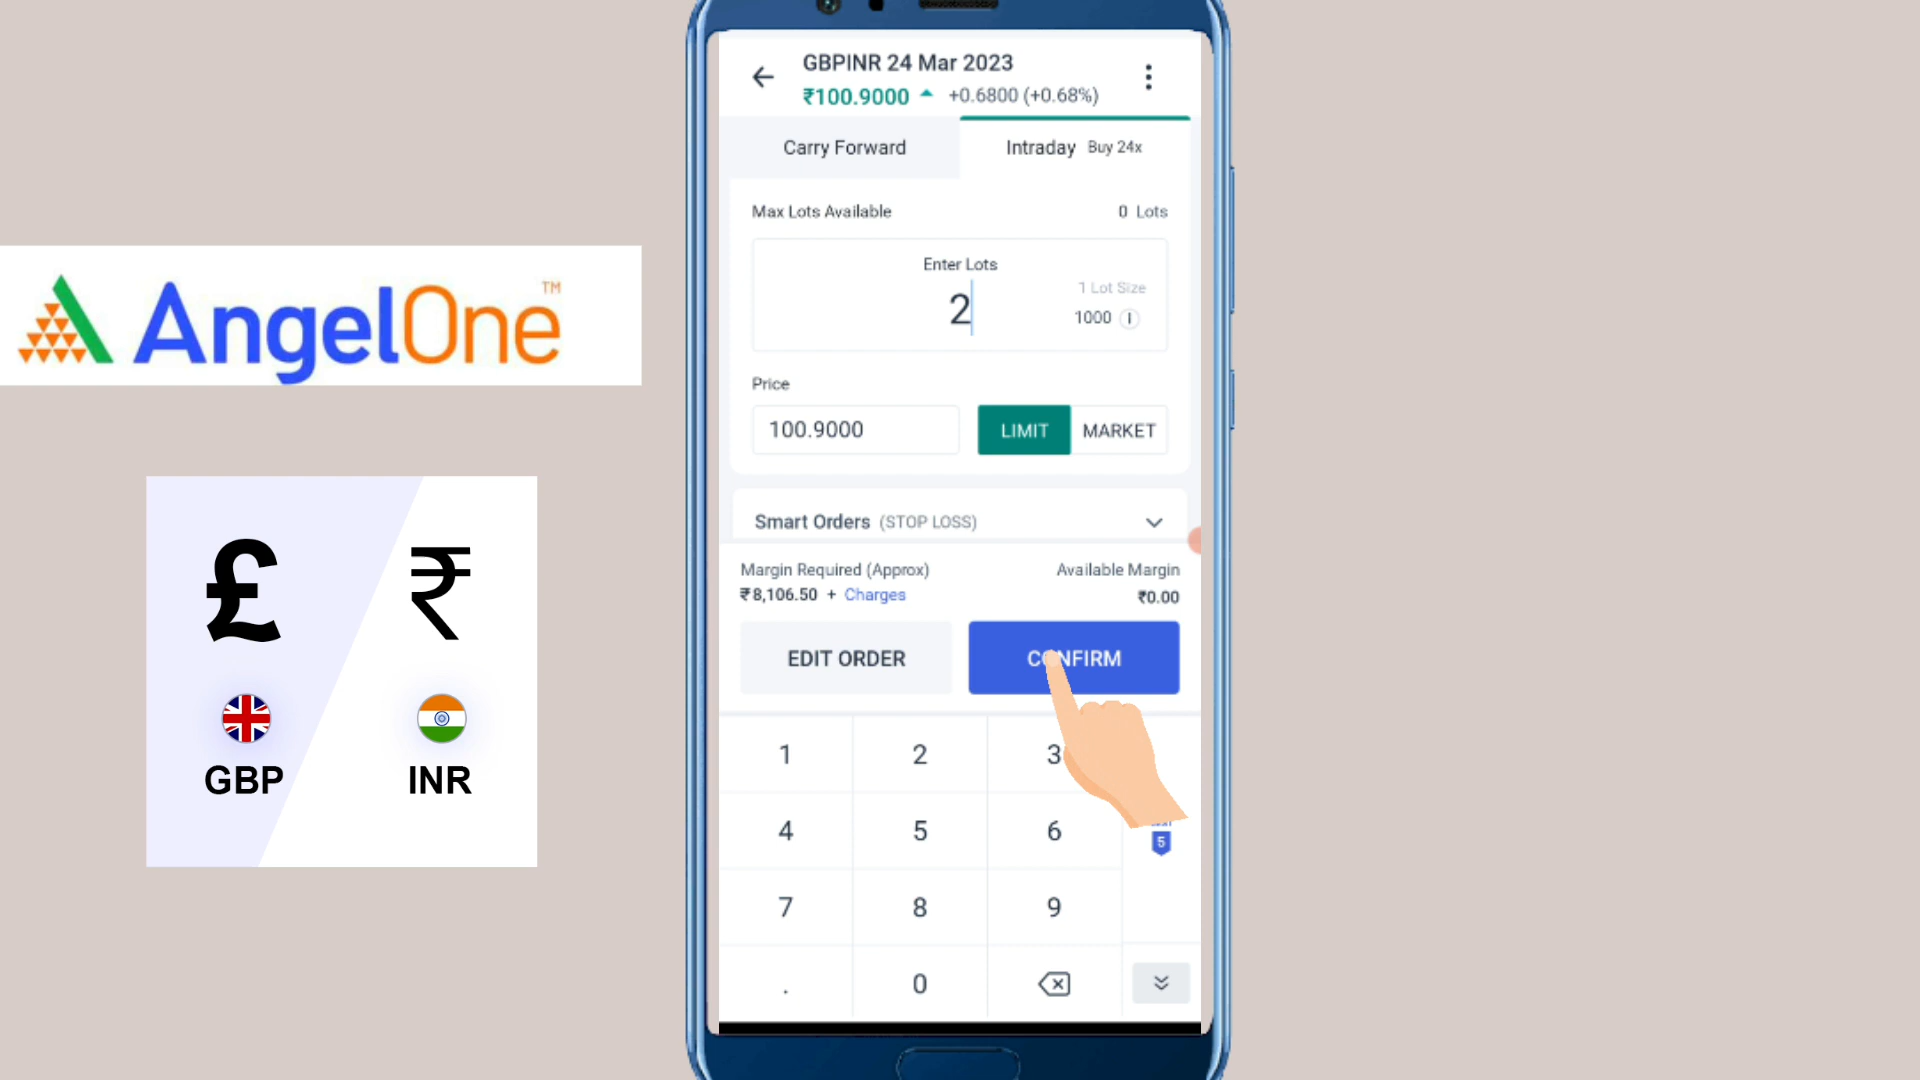 AngelOne™
£ ₹
GBP INR
GBPINR 24 Mar 2023
₹100.9000 +0.6800 (+0.68%)
Carry Forward Intraday Buy 24x
Max Lots Available 0 Lots
Enter Lots
1 Lot Size
2
1000
Price
100.9000 LIMIT MARKET
Smart Orders (STOP LOSS)
Margin Required (Approx) Available Margin
₹8,106.50 + Charges ₹0.00
EDIT ORDER CONFIRM
1 2 3
4 5 6
5
7 8 9
. 0